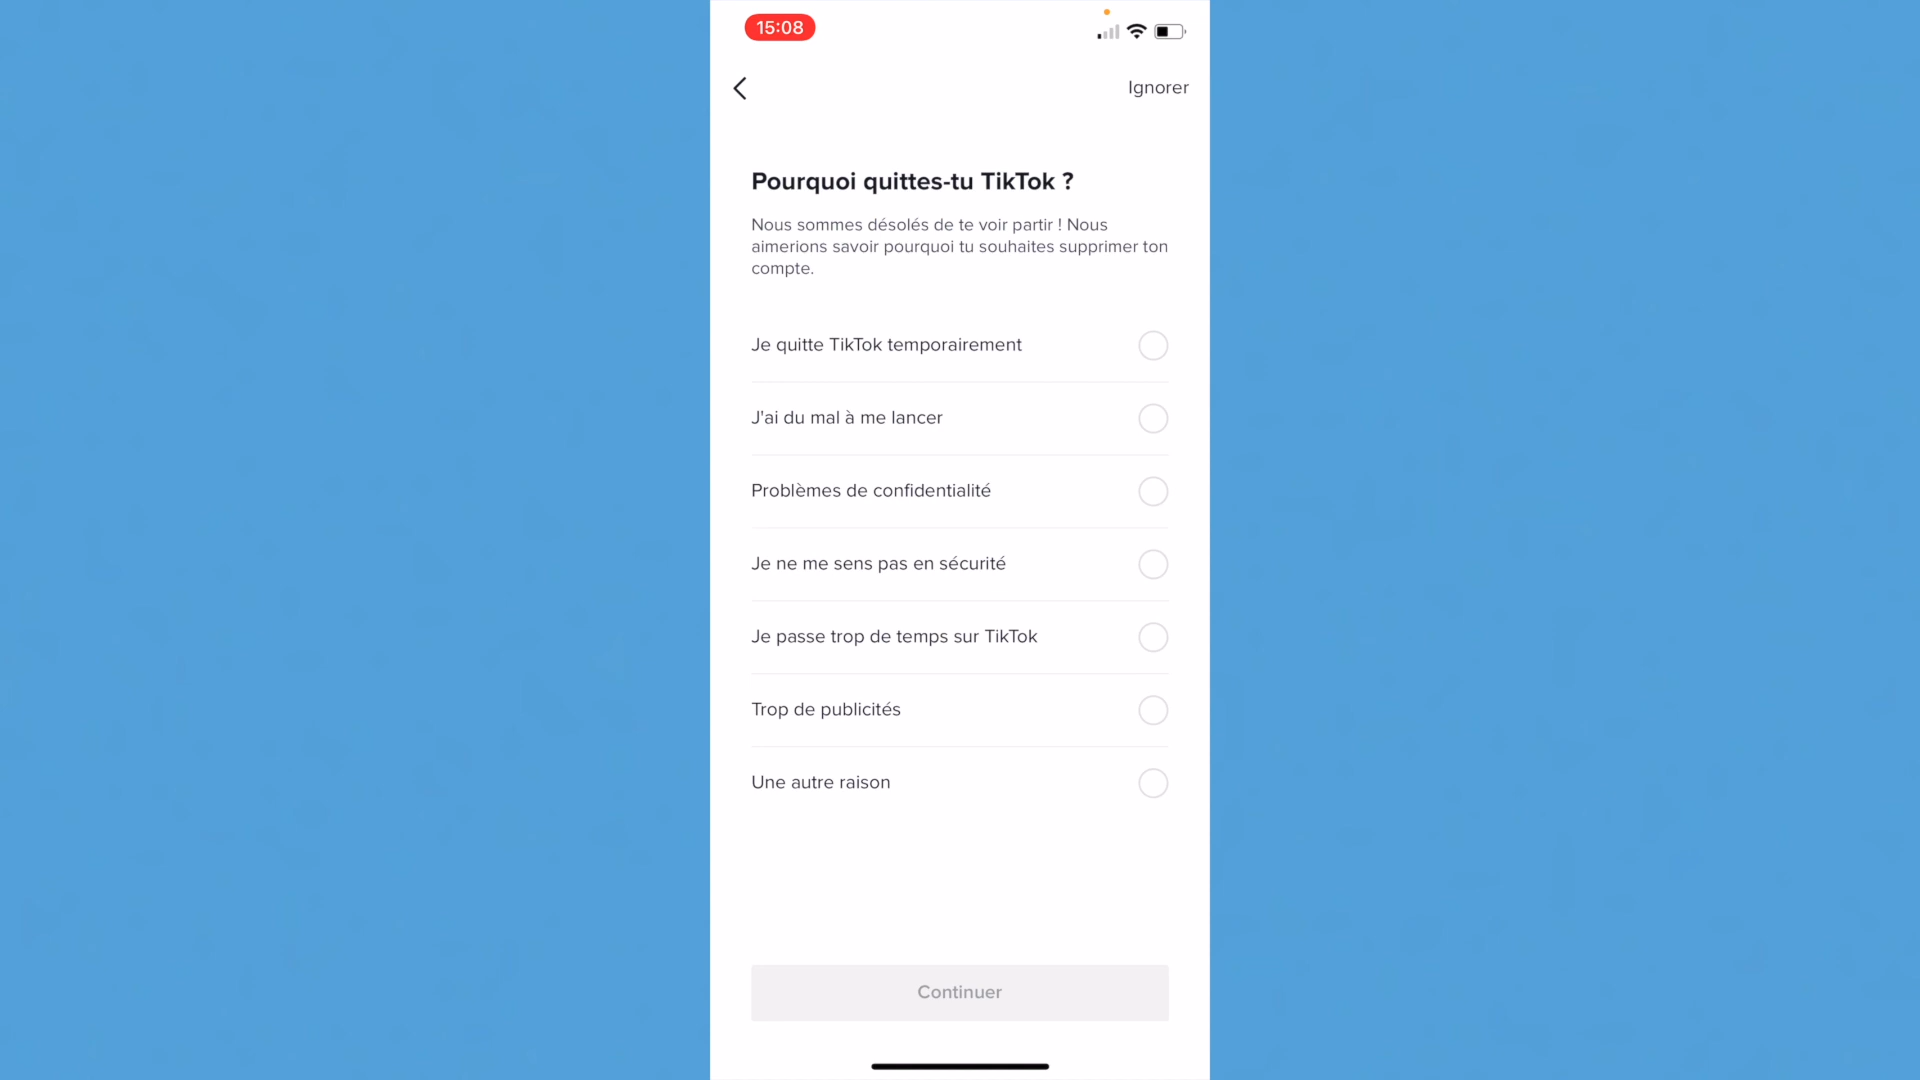 15:08
Ignorer
Pourquoi quittes-tu TikTok ?
Nous sommes désolés de te voir partir ! Nous
aimerions savoir pourquoi tu souhaites supprimer ton
compte.
Je quitte TikTok temporairement
J'ai du mal à me lancer
Problèmes de confidentialité
Je ne me sens pas en sécurité
Je passe trop de temps sur TikTok
Trop de publicités
Une autre raison
Continuer